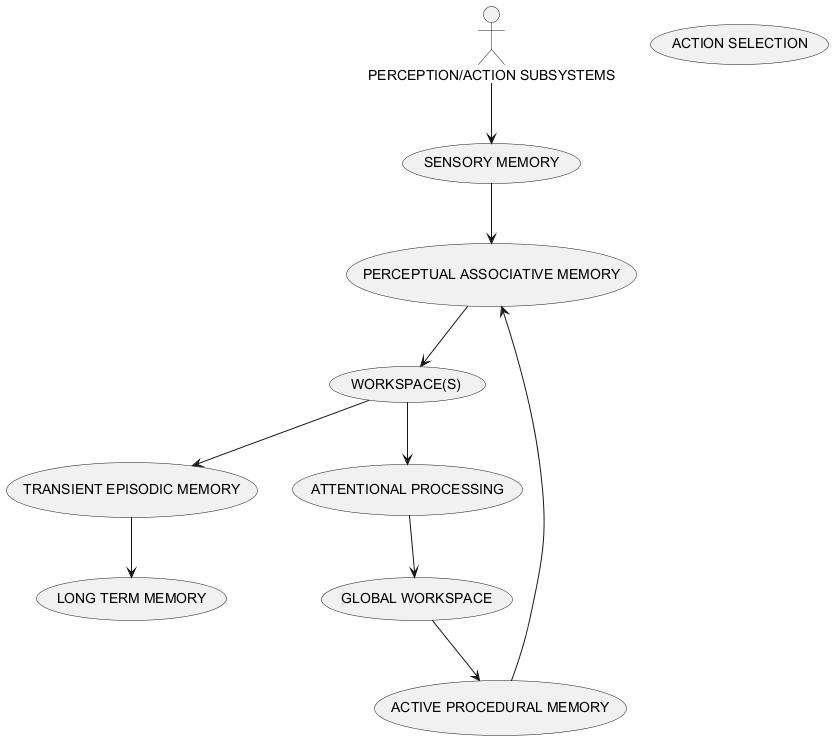 ACTION SELECTION
PERCEPTION/ACTION SUBSYSTEMS
SENSORY MEMORY
PERCEPTUAL ASSOCIATIVE MEMORY
WORKSPACE(S)
TRANSIENT EPISODIC MEMORY
ATTENTIONAL PROCESSING
LONG TERM MEMORY
GLOBAL WORKSPACE
ACTIVE PROCEDURAL MEMORY